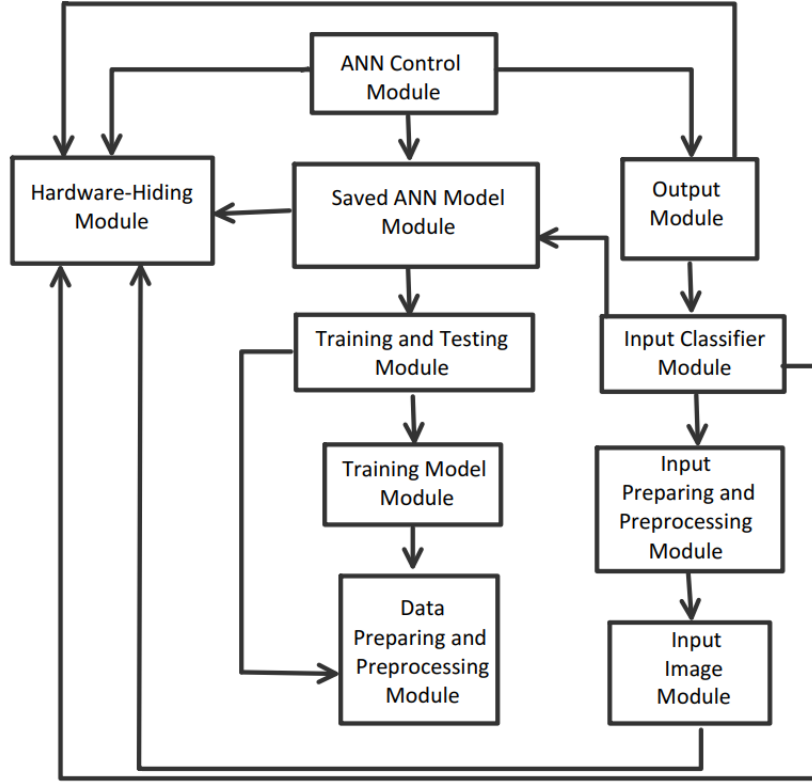 ANN Control
Module
Hardware-Hiding
Module
Saved ANN Model
Module
Output
Module
Training and Testing
Module
Input Classifier
Module
Training Model
Module
Input
Preparing and
Preprocessing
Module
Data
Preparing and
Preprocessing
Module
Input
Image
Module